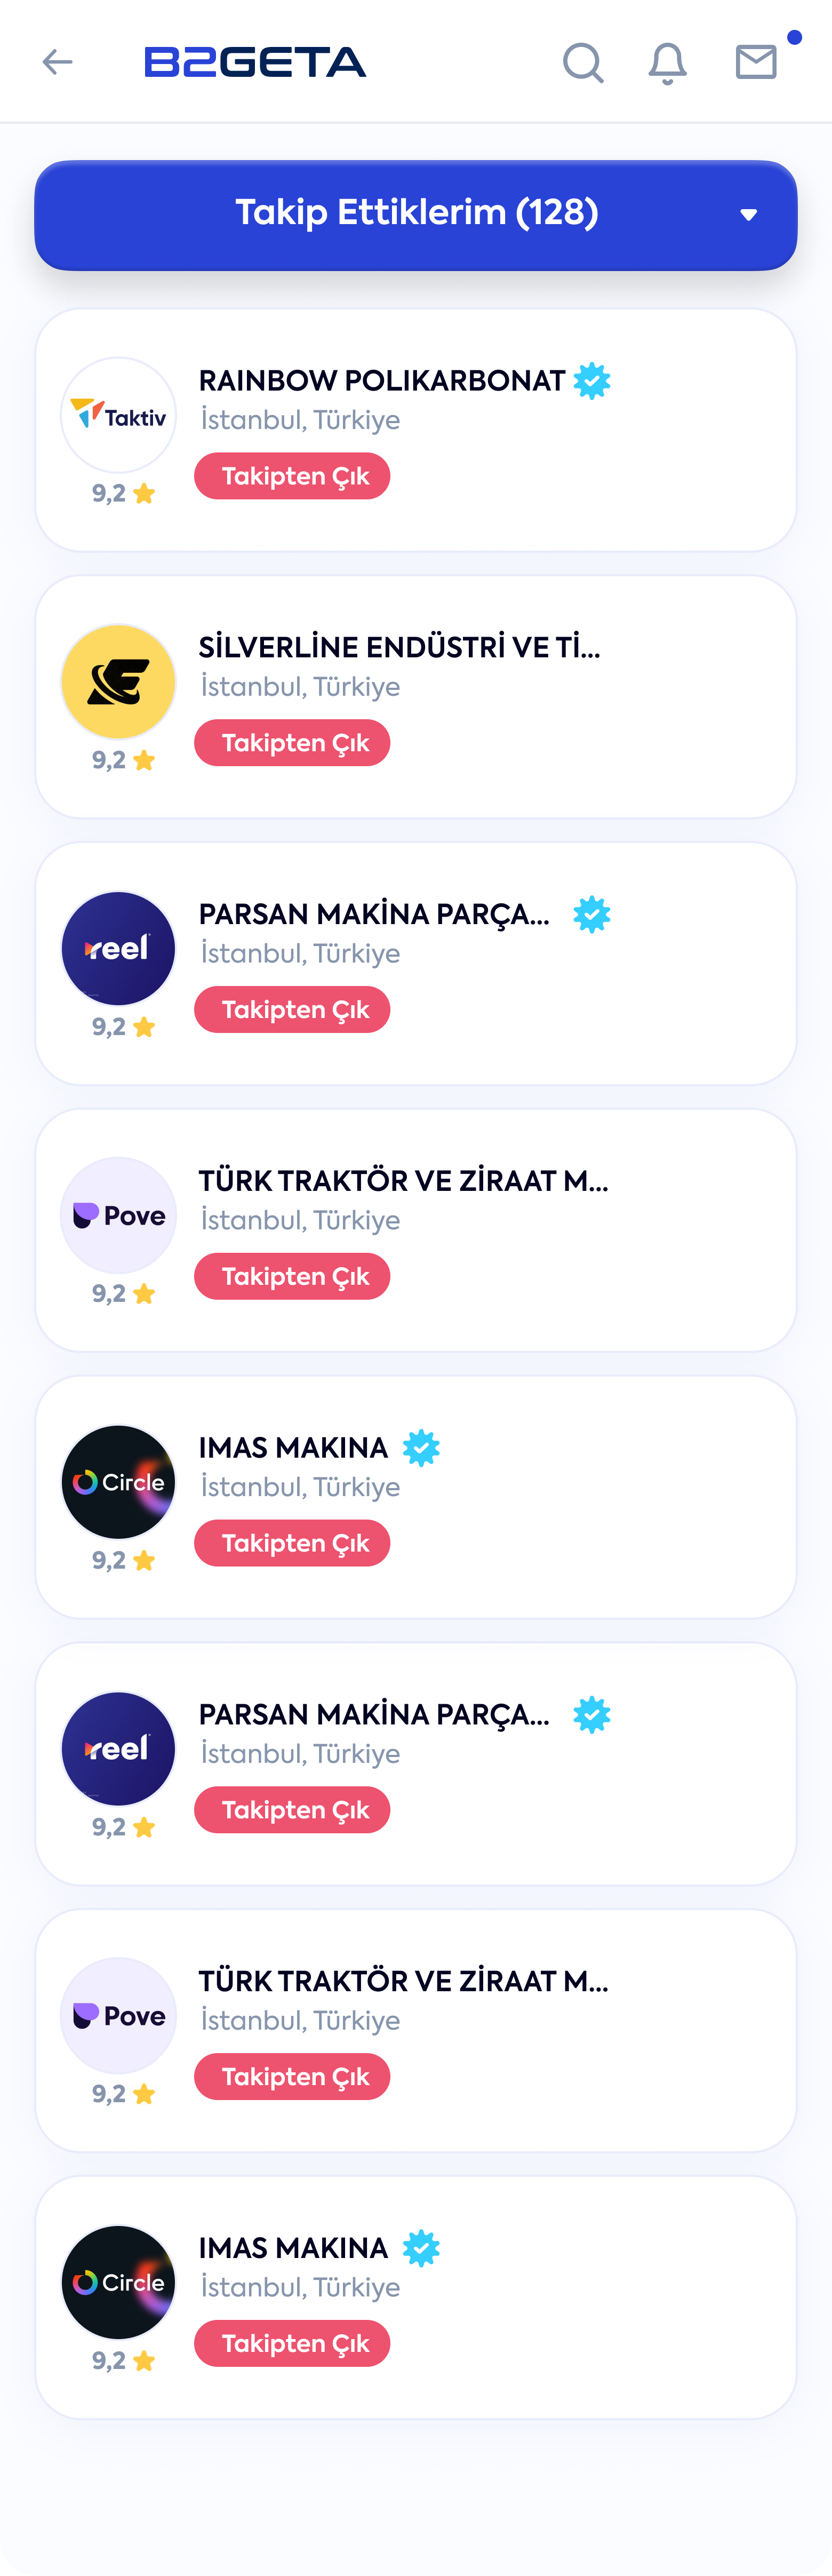 B2GETA
Takip Ettiklerim (128)
Taktiv
RAINBOW POLIKARBONAT
İstanbul, Türkiye
Takipten Çık
9,2
SİLVERLİNE ENDÜSTRİ VE Tİ...
İstanbul, Türkiye
Takipten Çık
9,2
reel
PARSAN MAKİNA PARÇA...
İstanbul, Türkiye
Takipten Çık
9,2
Pove
TÜRK TRAKTÖR VE ZİRAAT M...
İstanbul, Türkiye
Takipten Çık
9,2
Circle
IMAS MAKINA
İstanbul, Türkiye
Takipten Çık
9,2
reel
PARSAN MAKİNA PARÇA...
İstanbul, Türkiye
Takipten Çık
9,2
Pove
TÜRK TRAKTÖR VE ZİRAAT M...
İstanbul, Türkiye
Takipten Çık
9,2
Circle
IMAS MAKINA
İstanbul, Türkiye
Takipten Çık
9,2